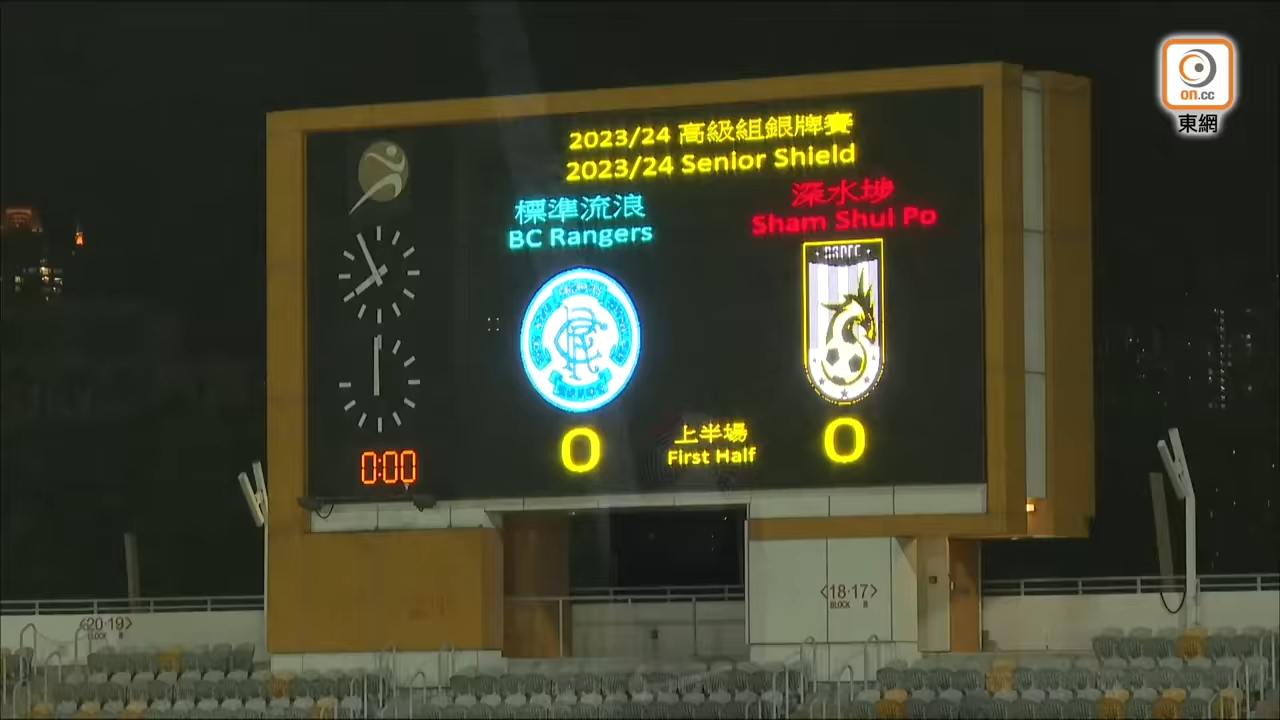 on.cc
東網
2023/24 高級組銀牌賽
2023/24 Senior Shield
標準流浪
BC Rangers
深水埗
Sham Shui Po
SSPFC
0
上半場
First Half
0
0:00
<20·19>
BLOCK B
<18·17>
BLOCK B